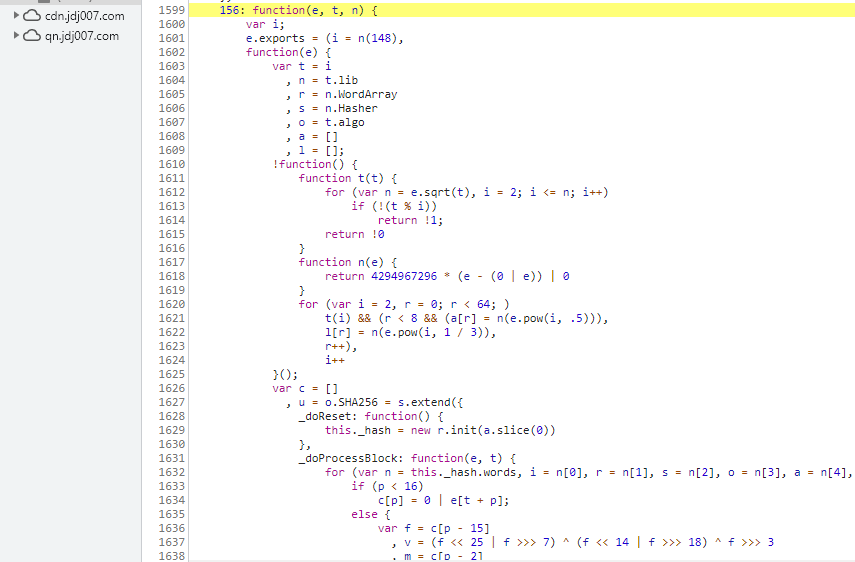 cdn.jdj007.com
qn.jdj007.com
1599 156: function(e, t, n) {
1600 var i;
1601 e.exports = (i = n(148),
1602 function(e) {
1603 var t = i
1604 , n = t.lib
1605 , r = n.WordArray
1606 , s = n.Hasher
1607 , o = t.algo
1608 , a = []
1609 , l = [];
1610 !function() {
1611 function t(t) {
1612 for (var n = e.sqrt(t), i = 2; i <= n; i++)
1613 if (!(t % i))
1614 return !1;
1615 return !0
1616 }
1617 function n(e) {
1618 return 4294967296 * (e - (0 | e)) | 0
1619 }
1620 for (var i = 2, r = 0; r < 64; )
1621 t(i) && (r < 8 && (a[r] = n(e.pow(i, .5))),
1622 l[r] = n(e.pow(i, 1 / 3)),
1623 r++),
1624 i++
1625 }();
1626 var c = []
1627 , u = o.SHA256 = s.extend({
1628 _doReset: function() {
1629 this._hash = new r.init(a.slice(0))
1630 },
1631 _doProcessBlock: function(e, t) {
1632 for (var n = this._hash.words, i = n[0], r = n[1], s = n[2], o = n[3], a = n[4],
1633 if (p < 16)
1634 c[p] = 0 | e[t + p];
1635 else {
1636 var f = c[p - 15]
1637 , v = (f << 25 | f >>> 7) ^ (f << 14 | f >>> 18) ^ f >>> 3
1638 , m = c[p - 2]